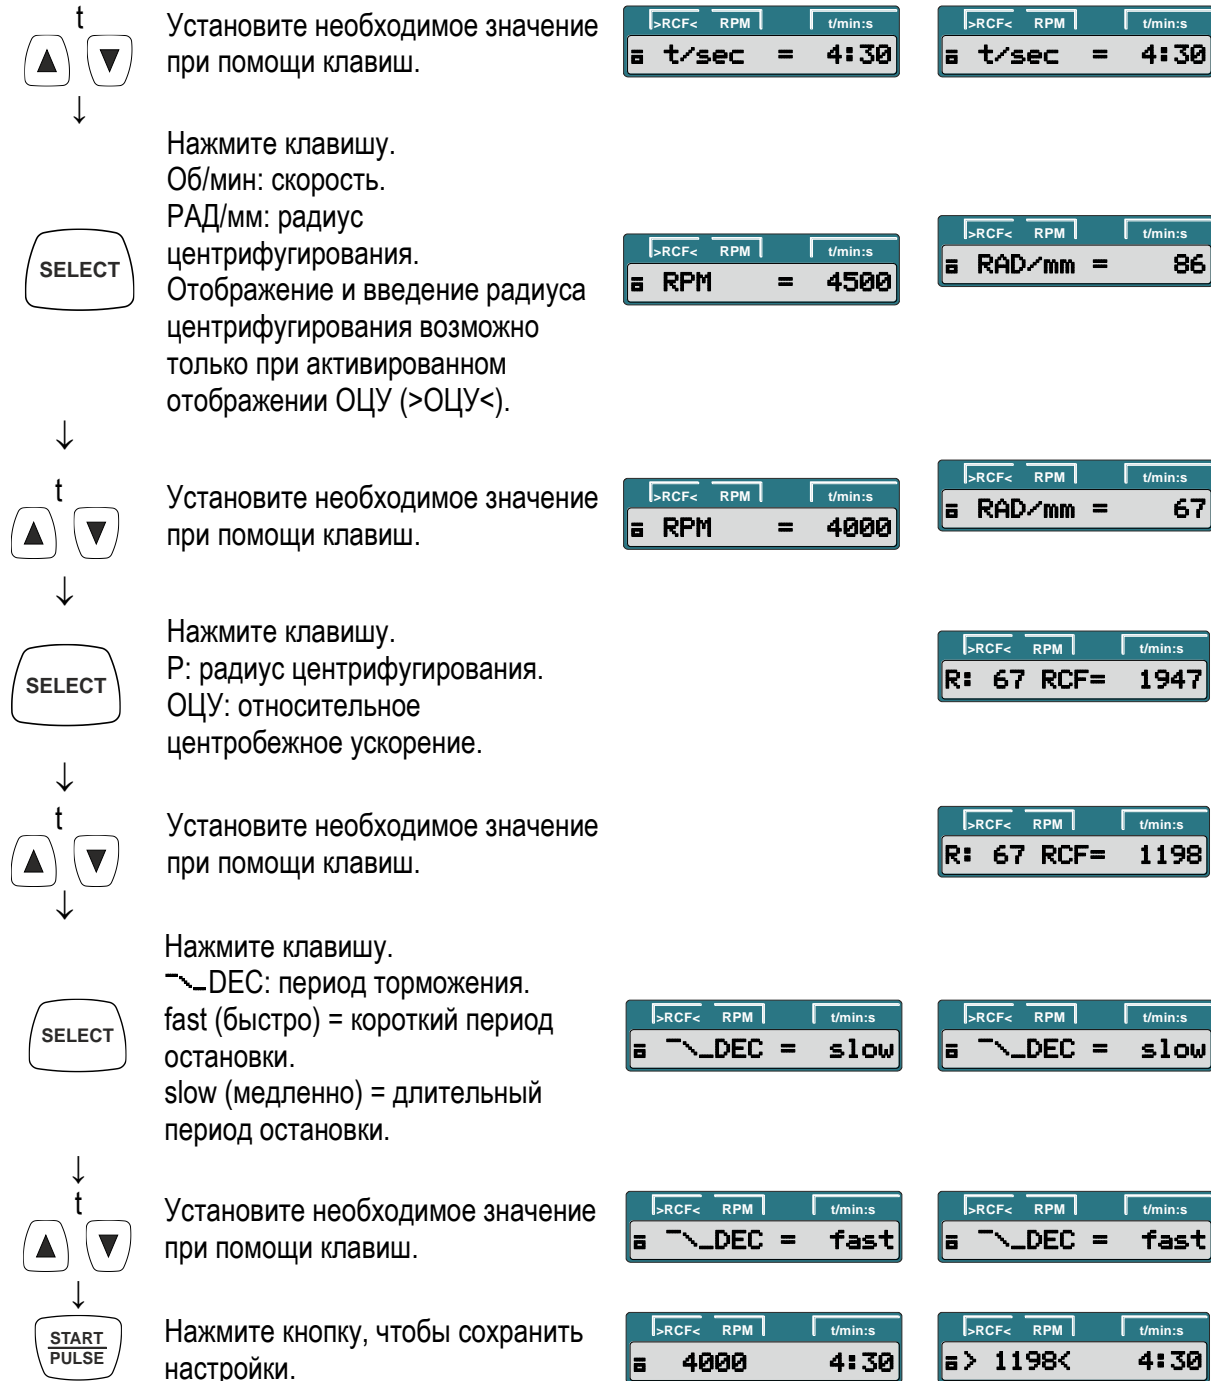 t
Установите необходимое значение
при помощи клавиш.
>RCF< RPM t/min:s
t/sec = 4:30
>RCF< RPM t/min:s
t/sec = 4:30
Нажмите клавишу.
Об/мин: скорость.
РАД/мм: радиус
центрифугирования.
Отображение и введение радиуса
центрифугирования возможно
только при активированном
отображении ОЦУ (>ОЦУ<).
SELECT
>RCF< RPM t/min:s
RPM = 4500
>RCF< RPM t/min:s
RAD/mm = 86
t
Установите необходимое значение
при помощи клавиш.
>RCF< RPM t/min:s
RPM = 4000
>RCF< RPM t/min:s
RAD/mm = 67
SELECT
Нажмите клавишу.
Р: радиус центрифугирования.
ОЦУ: относительное
центробежное ускорение.
>RCF< RPM t/min:s
R: 67 RCF= 1947
t
Установите необходимое значение
при помощи клавиш.
>RCF< RPM t/min:s
R: 67 RCF= 1198
SELECT
Нажмите клавишу.
DEC: период торможения.
fast (быстро) = короткий период
остановки.
slow (медленно) = длительный
период остановки.
>RCF< RPM t/min:s
DEC = slow
>RCF< RPM t/min:s
DEC = slow
t
Установите необходимое значение
при помощи клавиш.
>RCF< RPM t/min:s
DEC = fast
>RCF< RPM t/min:s
DEC = fast
START
PULSE
Нажмите кнопку, чтобы сохранить
настройки.
>RCF< RPM t/min:s
4000 4:30
>RCF< RPM t/min:s
> 1198< 4:30